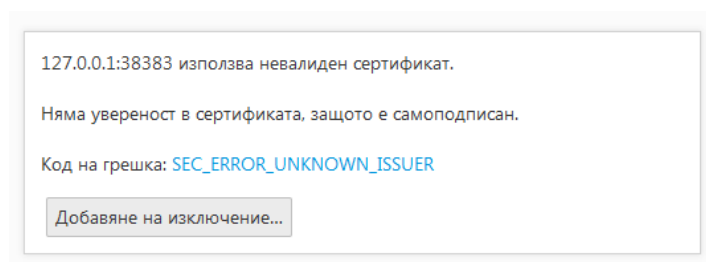 127.0.0.1:38383 използва невалиден сертификат.
Няма увереност в сертификата, защото е самоподписан.
Код на грешка: SEC_ERROR_UNKNOWN_ISSUER
Добавяне на изключение...